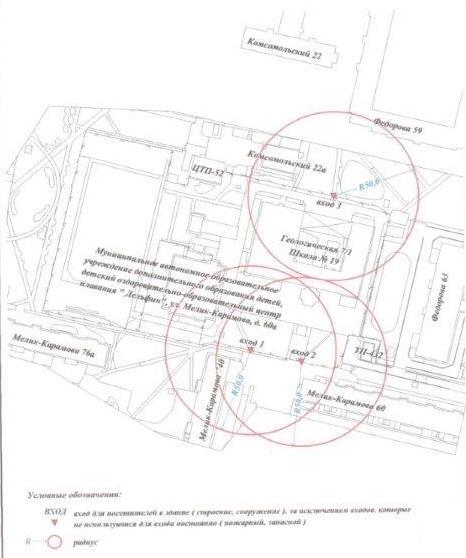 Комсомольский 22
Федорова 59
Комсомольский 22а
ЦТП-52
R50,0
вход 3
Геологическая 7/1
Школа № 19
Муниципальное автономное образовательное
учреждение дополнительного образования детей,
детский оздоровительно-образовательный центр
плавания " Дельфин", ул. Мелик-Карамова, д. 60а
Федорова 63
Мелик-Карамова 76а
вход 1
вход 2
ТП-432
R50,0
R50,0
Мелик-Карамова 74б
Мелик-Карамова 60
Условные обозначения:
ВХОД вход для посетителей в здание ( строение, сооружение ), за исключением входов, которые
не используются для входа постоянно ( пожарный, запасной )
R радиус